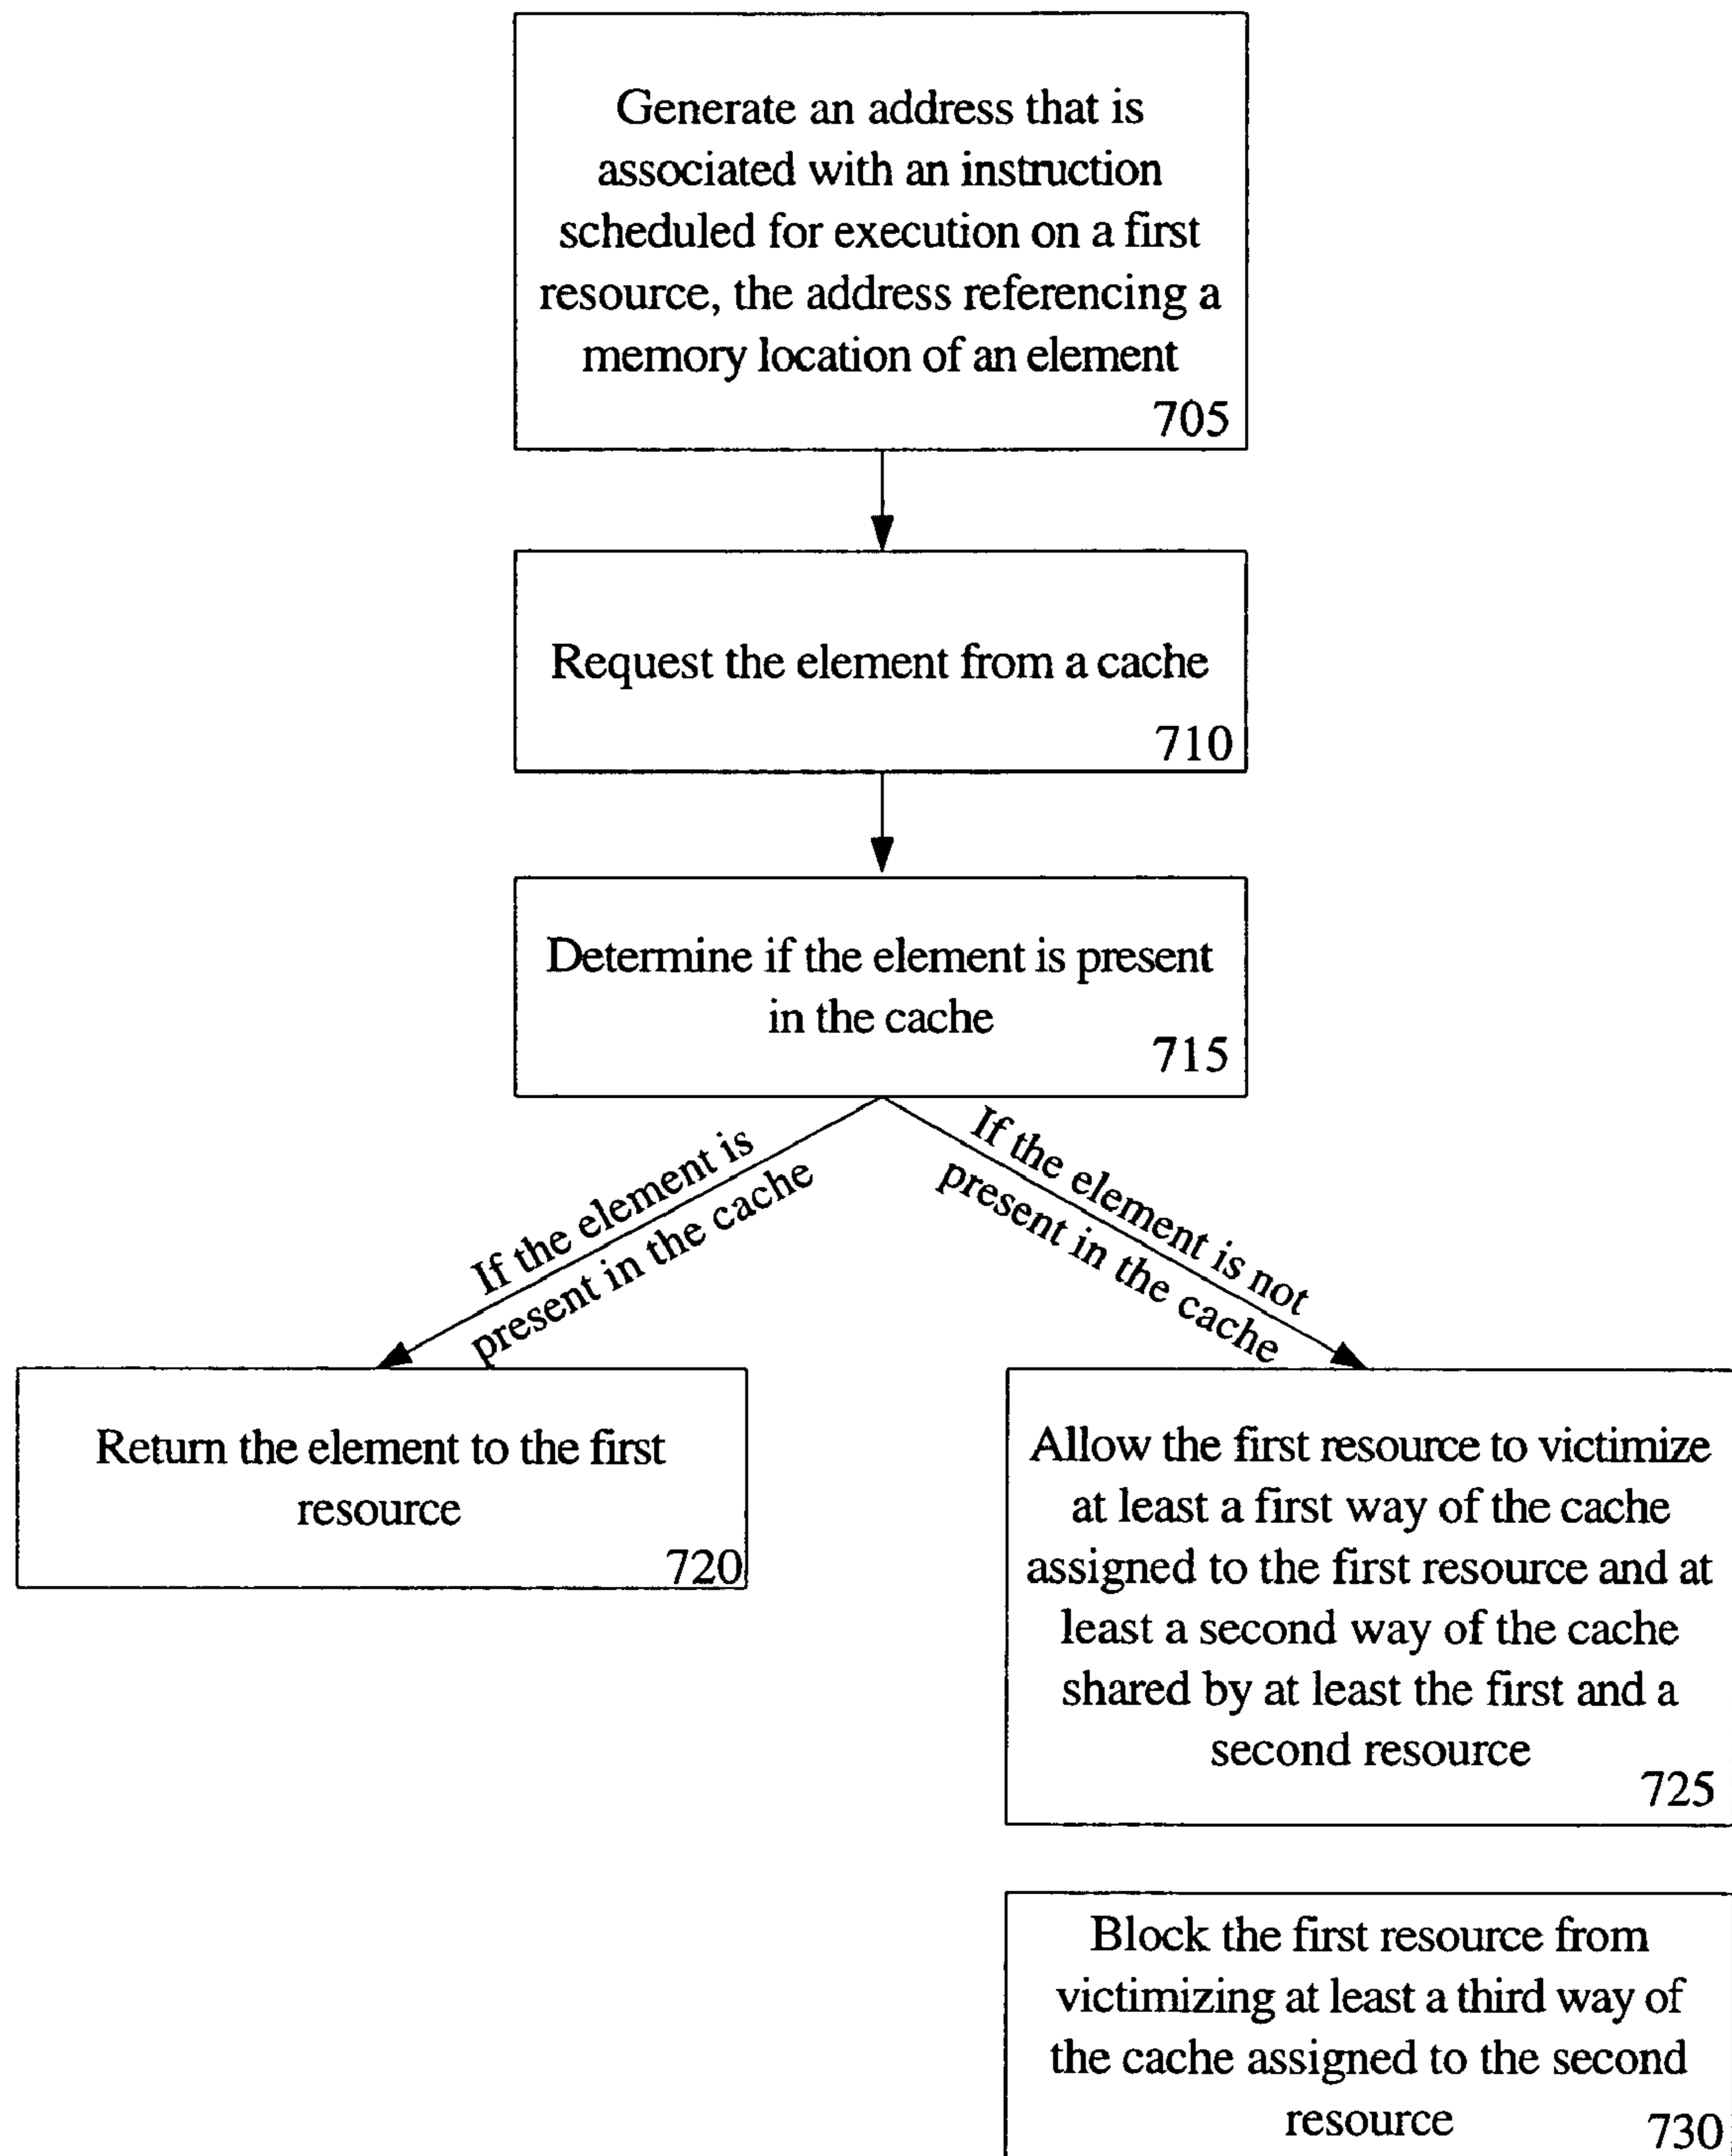 Generate an address that is
associated with an instruction
scheduled for execution on a first
resource, the address referencing a
memory location of an element
705
Request the element from a cache
710
Determine if the element is present
in the cache
715
If the element is
present in the cache
If the element is not
present in the cache
Return the element to the first
resource
720
Allow the first resource to victimize
at least a first way of the cache
assigned to the first resource and at
least a second way of the cache
shared by at least the first and a
second resource
725
Block the first resource from
victimizing at least a third way of
the cache assigned to the second
resource
730